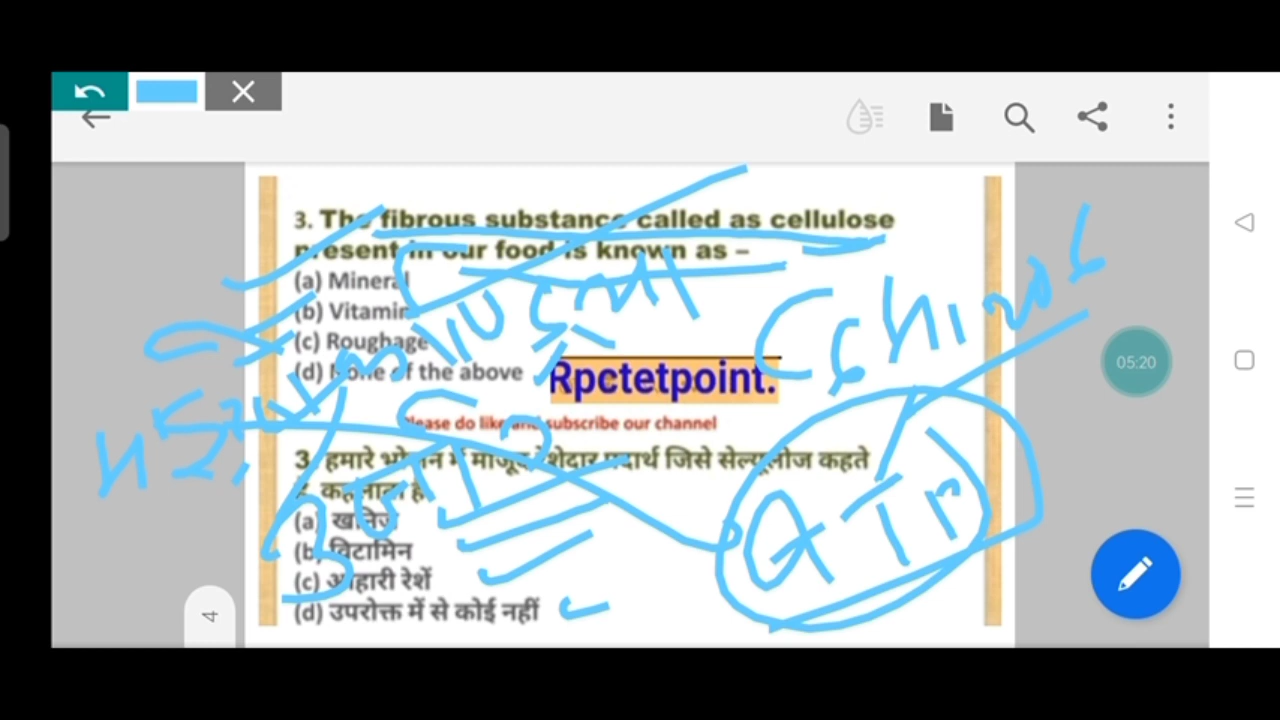 3. The fibrous substance called as cellulose
present in our food is known as –
(a) Mineral
(b) Vitamin
(c) Roughage
(d) None of the above
Rpctetpoint.
Please do like and subscribe our channel
05:20
3. हमारे भोजन में मौजूद रेशेदार पदार्थ जिसे सेल्यूलोज कहते
है, कहलाता है
(a) खनिज
(b) विटामिन
(c) आहारी रेशें
(d) उपरोक्त में से कोई नहीं
4